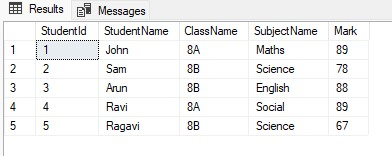 Results Messages
StudentId StudentName ClassName SubjectName Mark
1 1 John 8A Maths 89
2 2 Sam 8B Science 78
3 3 Arun 8B English 88
4 4 Ravi 8A Social 89
5 5 Ragavi 8B Science 67